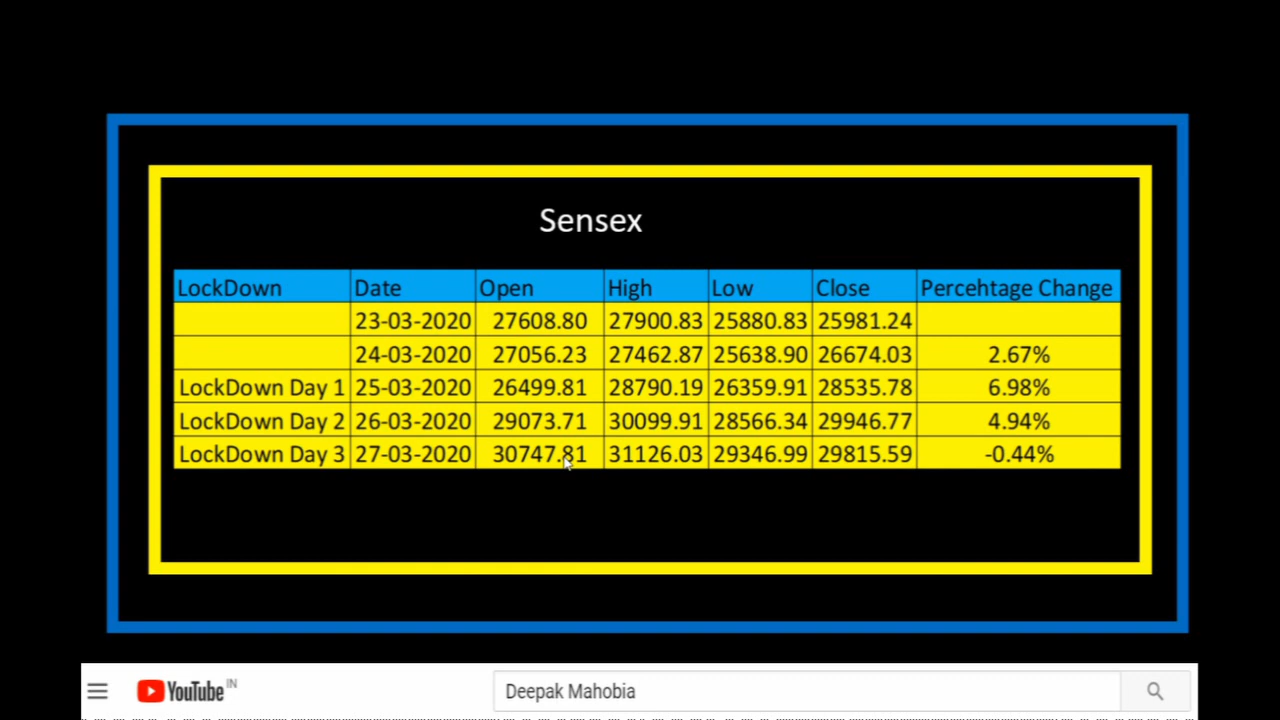 Sensex
LockDown Date Open High Low Close Percehtage Change
23-03-2020 27608.80 27900.83 25880.83 25981.24
24-03-2020 27056.23 27462.87 25638.90 26674.03 2.67%
LockDown Day 1 25-03-2020 26499.81 28790.19 26359.91 28535.78 6.98%
LockDown Day 2 26-03-2020 29073.71 30099.91 28566.34 29946.77 4.94%
LockDown Day 3 27-03-2020 30747.81 31126.03 29346.99 29815.59 -0.44%
YouTube IN Deepak Mahobia